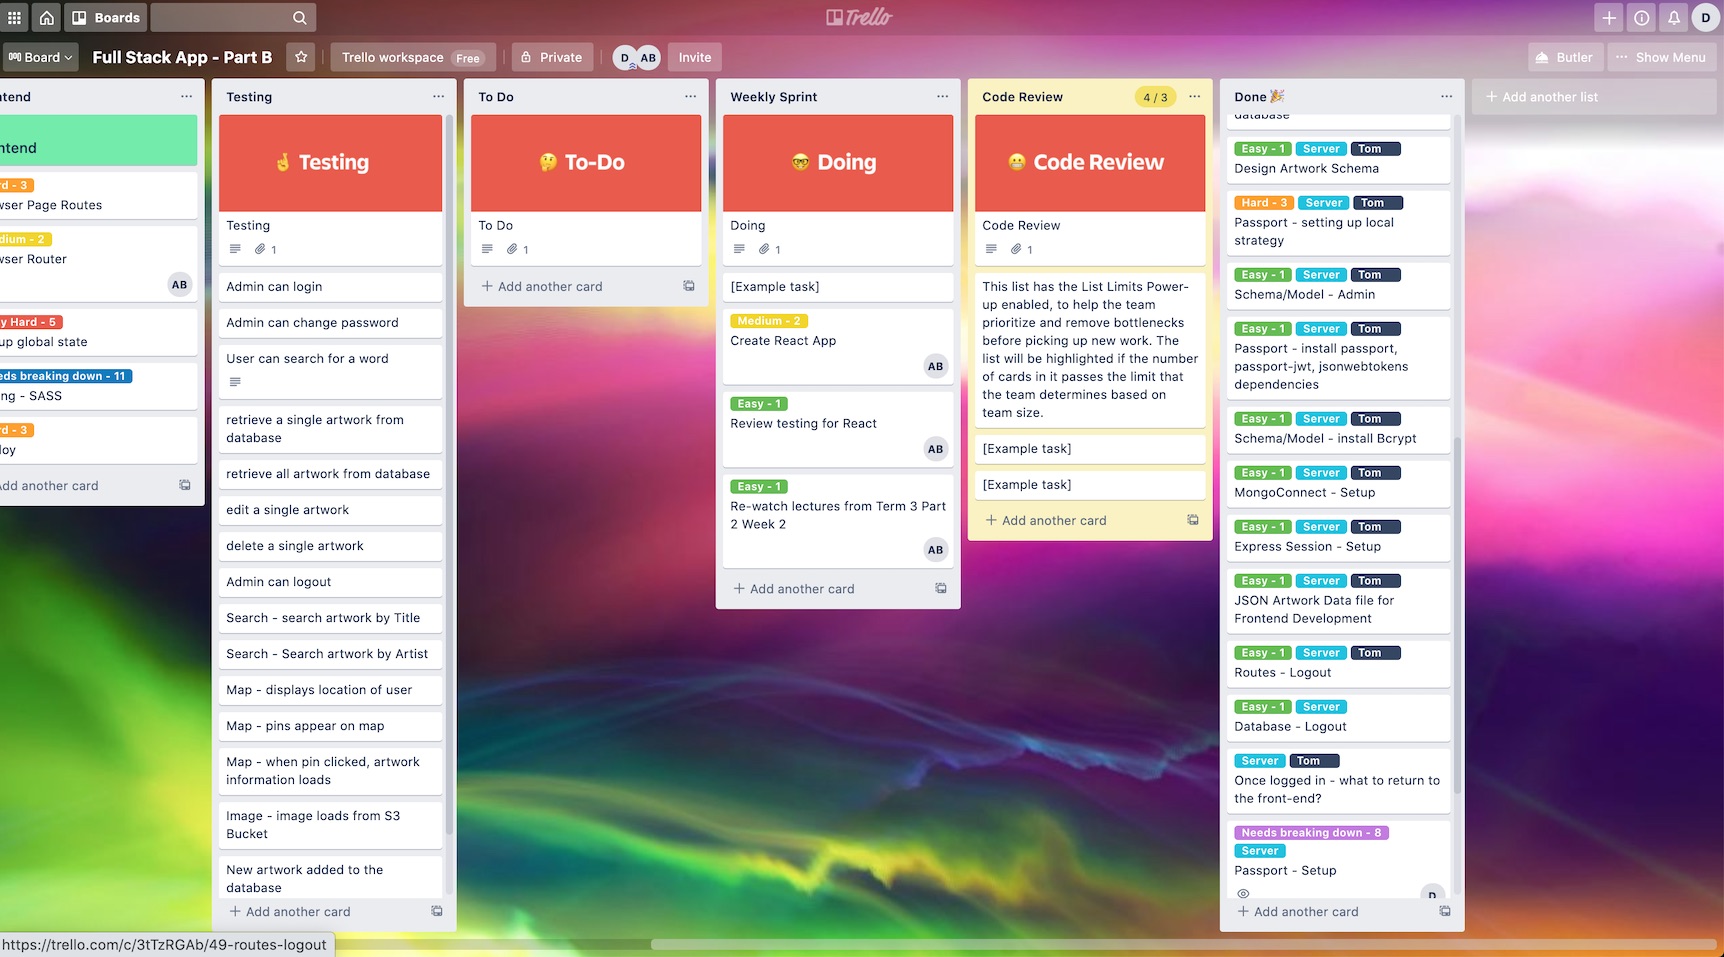 Boards
Trello
Board
Full Stack App - Part B
Trello workspace Free
Private
D AB
Invite
Butler
Show Menu
D
ntend
ntend
rd - 3
wser Page Routes
dium - 2
wser Router
AB
y Hard - 5
up global state
eds breaking down - 11
ng - SASS
rd - 3
loy
Add another card
Testing
Testing
Testing
1
Admin can login
Admin can change password
User can search for a word
retrieve a single artwork from
database
retrieve all artwork from database
edit a single artwork
delete a single artwork
Admin can logout
Search - search artwork by Title
Search - Search artwork by Artist
Map - displays location of user
Map - pins appear on map
Map - when pin clicked, artwork
information loads
Image - image loads from S3
Bucket
New artwork added to the
database
Add another card
To Do
To-Do
To Do
1
Add another card
Weekly Sprint
Doing
Doing
1
[Example task]
Medium - 2
Create React App
AB
Easy - 1
Review testing for React
AB
Easy - 1
Re-watch lectures from Term 3 Part
2 Week 2
AB
Add another card
Code Review
4 / 3
Code Review
Code Review
1
This list has the List Limits Power-
up enabled, to help the team
prioritize and remove bottlenecks
before picking up new work. The
list will be highlighted if the number
of cards in it passes the limit that
the team determines based on
team size.
[Example task]
[Example task]
Add another card
Done
database
Easy - 1 Server Tom
Design Artwork Schema
Hard - 3 Server Tom
Passport - setting up local
strategy
Easy - 1 Server Tom
Schema/Model - Admin
Easy - 1 Server Tom
Passport - install passport,
passport-jwt, jsonwebtokens
dependencies
Easy - 1 Server Tom
Schema/Model - install Bcrypt
Easy - 1 Server Tom
MongoConnect - Setup
Easy - 1 Server Tom
Express Session - Setup
Easy - 1 Server Tom
JSON Artwork Data file for
Frontend Development
Easy - 1 Server Tom
Routes - Logout
Easy - 1 Server
Database - Logout
Server Tom
Once logged in - what to return to
the front-end?
Needs breaking down - 8
Server
Passport - Setup
D
Add another card
Add another list
https://trello.com/c/3tTzRGAb/49-routes-logout